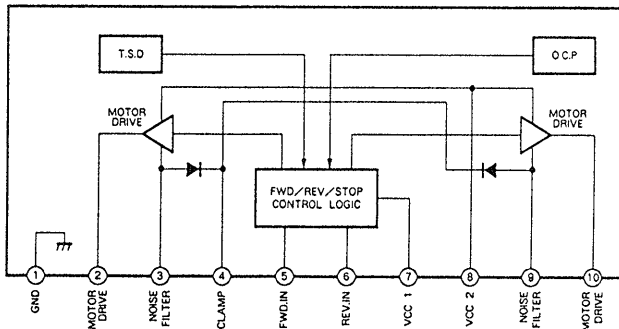 T.S.D
O.C.P
MOTOR
DRIVE
MOTOR
DRIVE
FWD/REV/STOP
CONTROL LOGIC
1
2
3
4
5
6
7
8
9
10
GND
MOTOR
DRIVE
NOISE
FILTER
CLAMP
FWD.IN
REV.IN
VCC 1
VCC 2
NOISE
FILTER
MOTOR
DRIVE